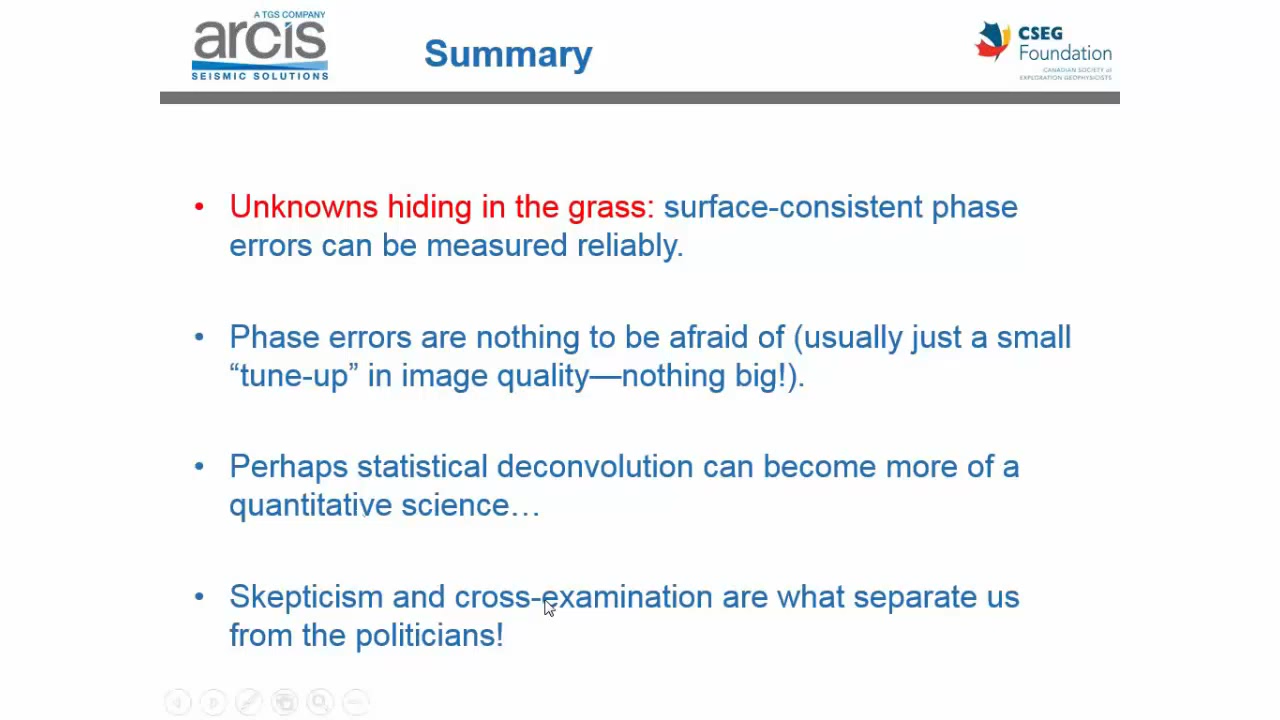 A TGS COMPANY
arcis
SEISMIC SOLUTIONS
Summary
CSEG
Foundation
CANADIAN SOCIETY of
EXPLORATION GEOPHYSICISTS
• Unknowns hiding in the grass: surface-consistent phase
errors can be measured reliably.
• Phase errors are nothing to be afraid of (usually just a small
“tune-up” in image quality—nothing big!).
• Perhaps statistical deconvolution can become more of a
quantitative science…
• Skepticism and cross-examination are what separate us
from the politicians!